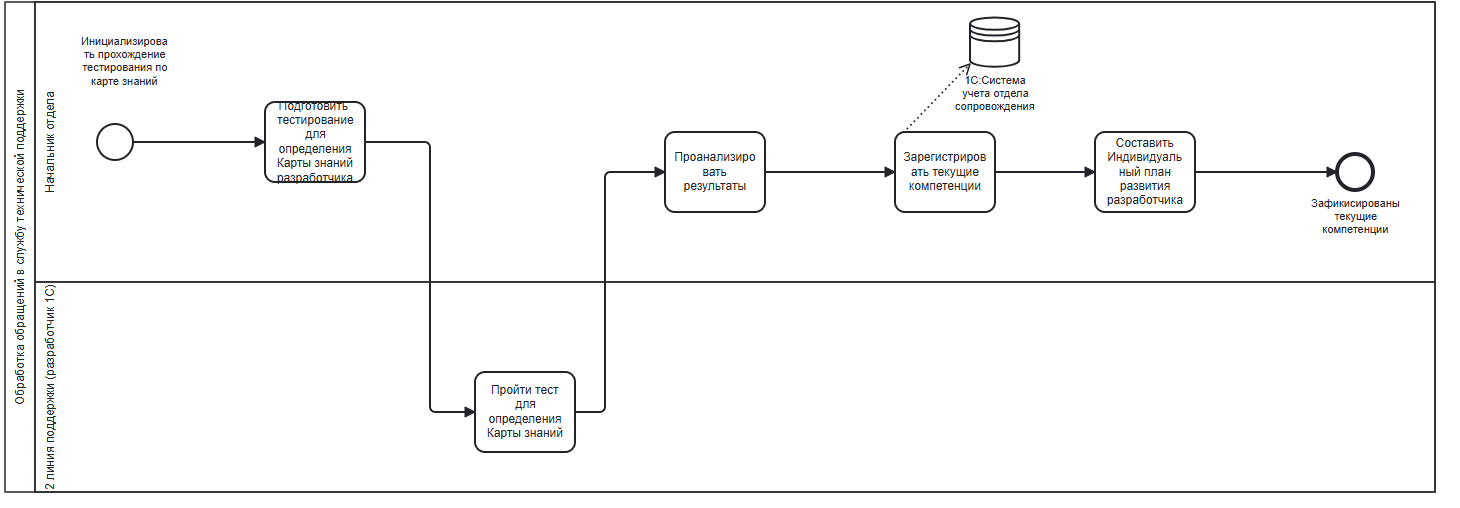 Обработка обращений в службу технической поддержки
Начальник отдела
Инициализирова
ть прохождение
тестирования по
карте знаний
Подготовить
тестирование
для
определения
Карты знаний
разработчика
Проанализиро
вать
результаты
1С:Система
учета отдела
сопровождения
Зарегистриров
ать текущие
компетенции
Составить
Индивидуаль
ный план
развития
разработчика
Зафикисированы
текущие
компетенции
2 линия поддержки (разработчик 1С)
Пройти тест
для
определения
Карты знаний